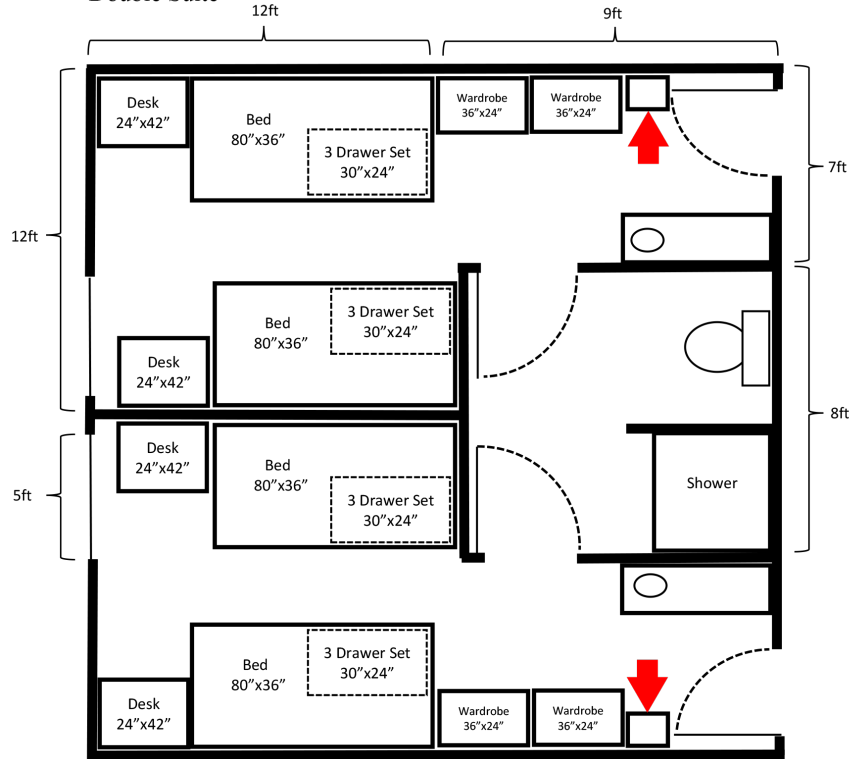 Double Suite
12ft
9ft
Desk
24”x42”
Bed
80”x36”
3 Drawer Set
30”x24”
Wardrobe
36”x24”
Wardrobe
36”x24”
7ft
12ft
Bed
80”x36”
3 Drawer Set
30”x24”
Desk
24”x42”
8ft
Desk
24”x42”
Bed
80”x36”
3 Drawer Set
30”x24”
Shower
5ft
Bed
80”x36”
3 Drawer Set
30”x24”
Desk
24”x42”
Wardrobe
36”x24”
Wardrobe
36”x24”